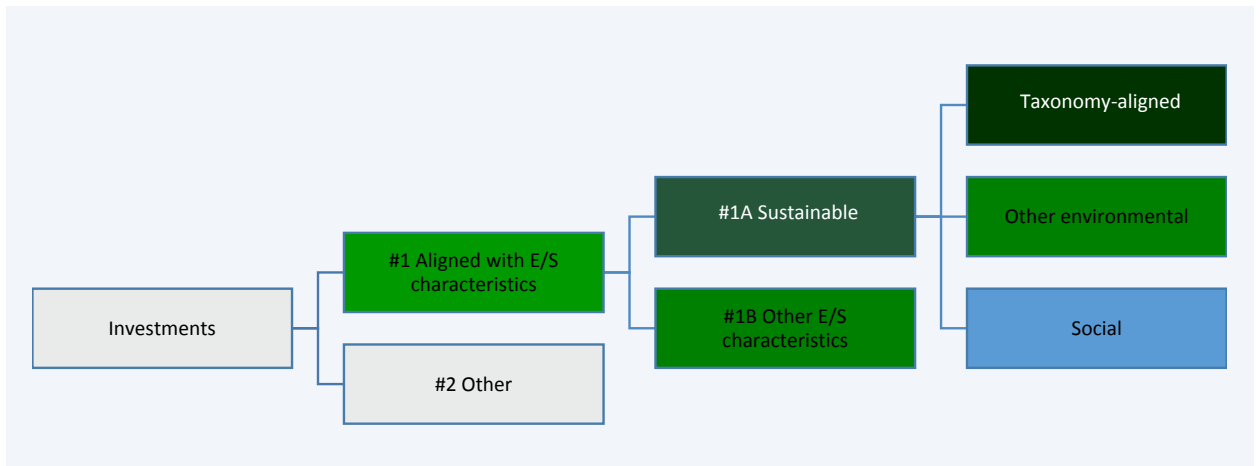 Taxonomy-aligned
#1A Sustainable
Other environmental
#1 Aligned with E/S
characteristics
#1B Other E/S
characteristics
Investments
Social
#2 Other